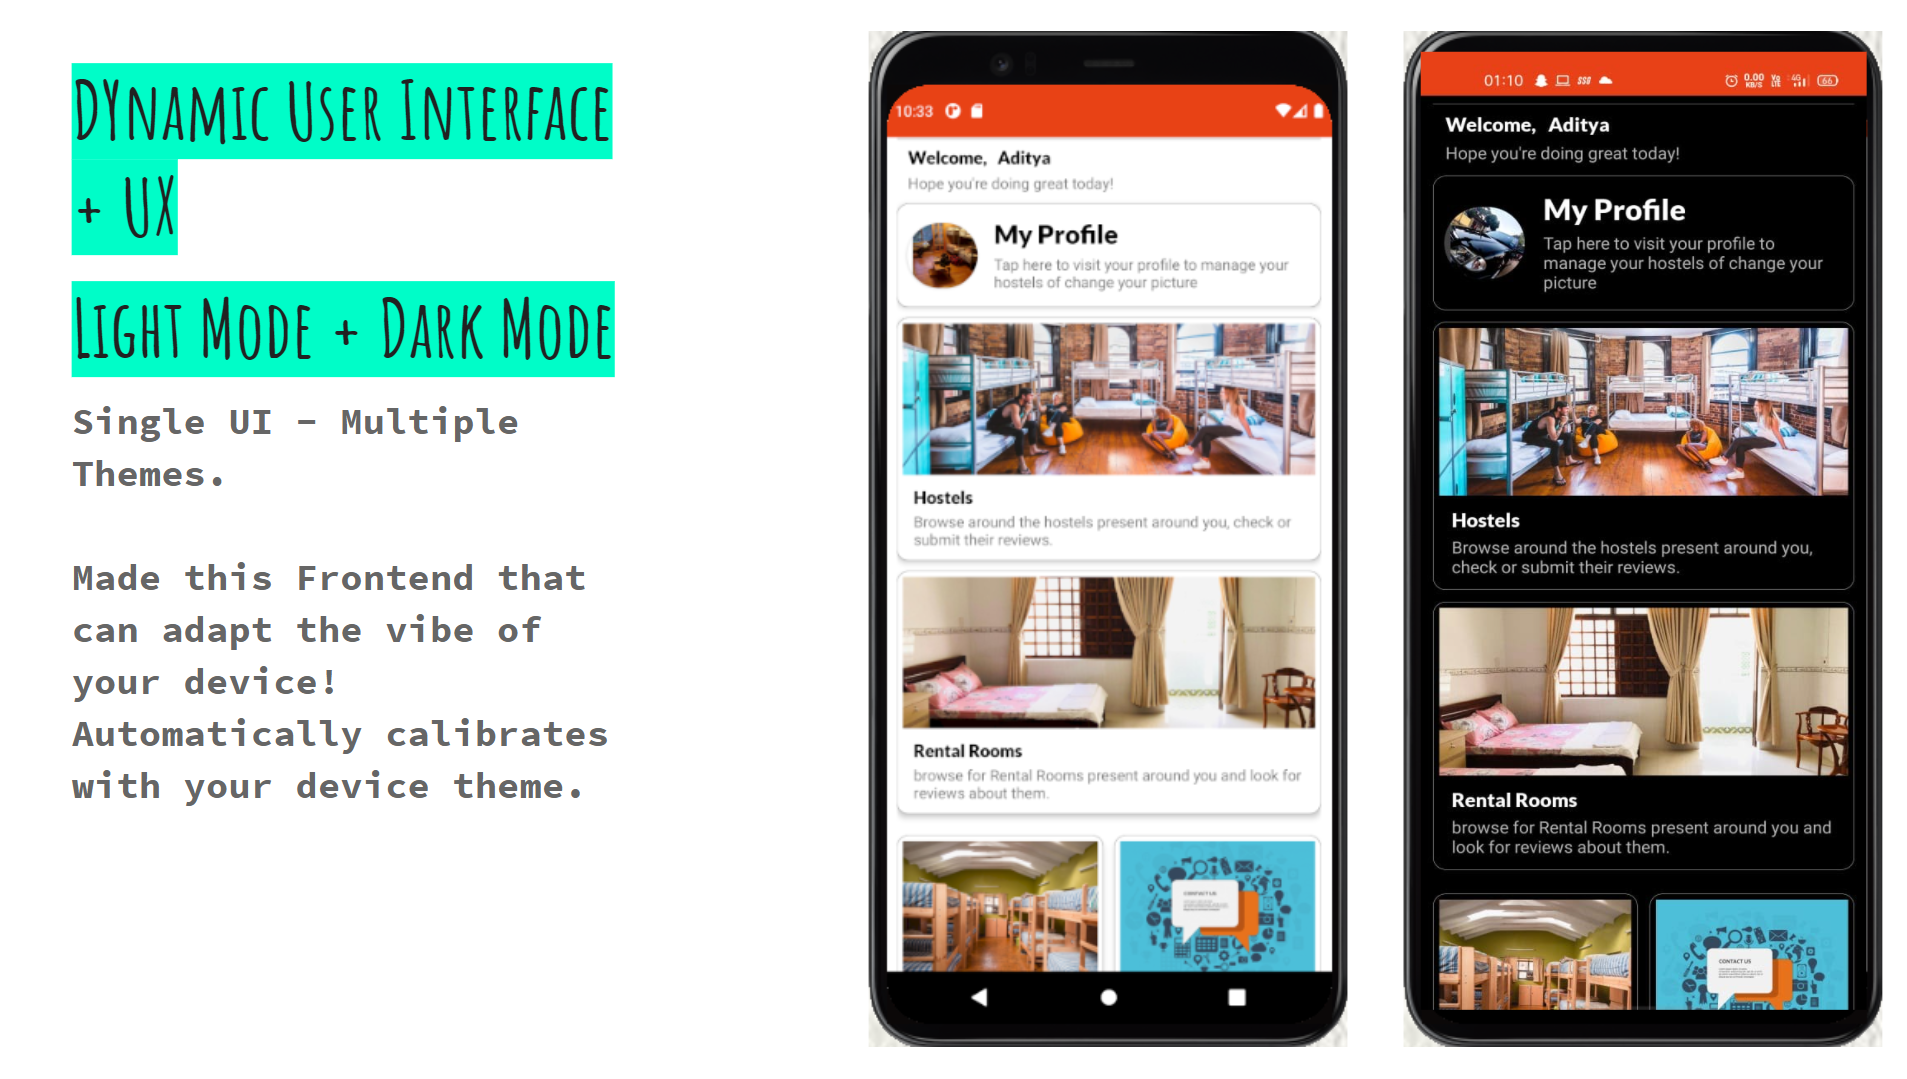 DYnamic User Interface
+ UX
Light Mode + Dark Mode
Single UI – Multiple
Themes.
Made this Frontend that
can adapt the vibe of
your device!
Automatically calibrates
with your device theme.
10:33
Welcome, Aditya
Hope you're doing great today!
My Profile
Tap here to visit your profile to manage your
hostels of change your picture
Hostels
Browse around the hostels present around you, check or
submit their reviews.
Rental Rooms
browse for Rental Rooms present around you and look for
reviews about them.
CONTACT US
01:10
0.00
KB/S
4G
66
Welcome, Aditya
Hope you're doing great today!
My Profile
Tap here to visit your profile to
manage your hostels of change your
picture
Hostels
Browse around the hostels present around you,
check or submit their reviews.
Rental Rooms
browse for Rental Rooms present around you and
look for reviews about them.
CONTACT US